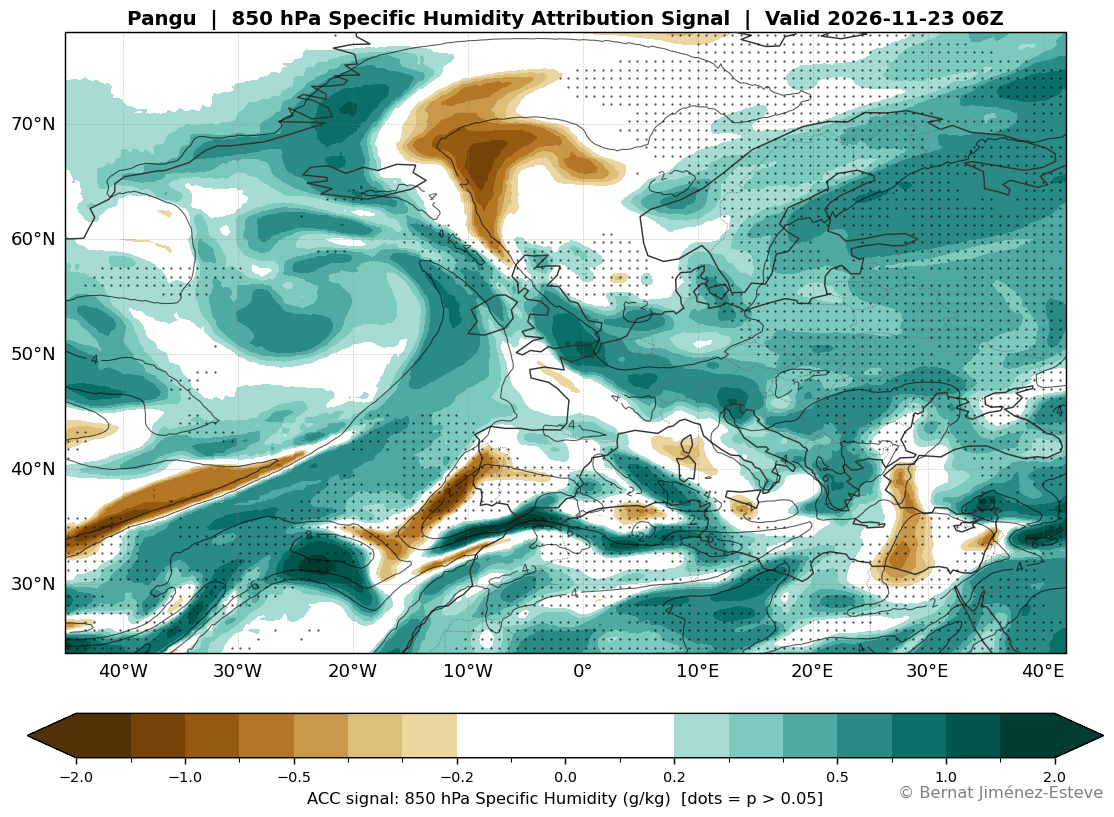 Pangu | 850 hPa Specific Humidity Attribution Signal | Valid 2026-11-23 06Z
70°N
60°N
50°N
40°N
30°N
40°W 30°W 20°W 10°W 0° 10°E 20°E 30°E 40°E
−2.0 −1.0 −0.5 −0.2 0.0 0.2 0.5 1.0 2.0
ACC signal: 850 hPa Specific Humidity (g/kg) [dots = p > 0.05]
© Bernat Jiménez-Esteve